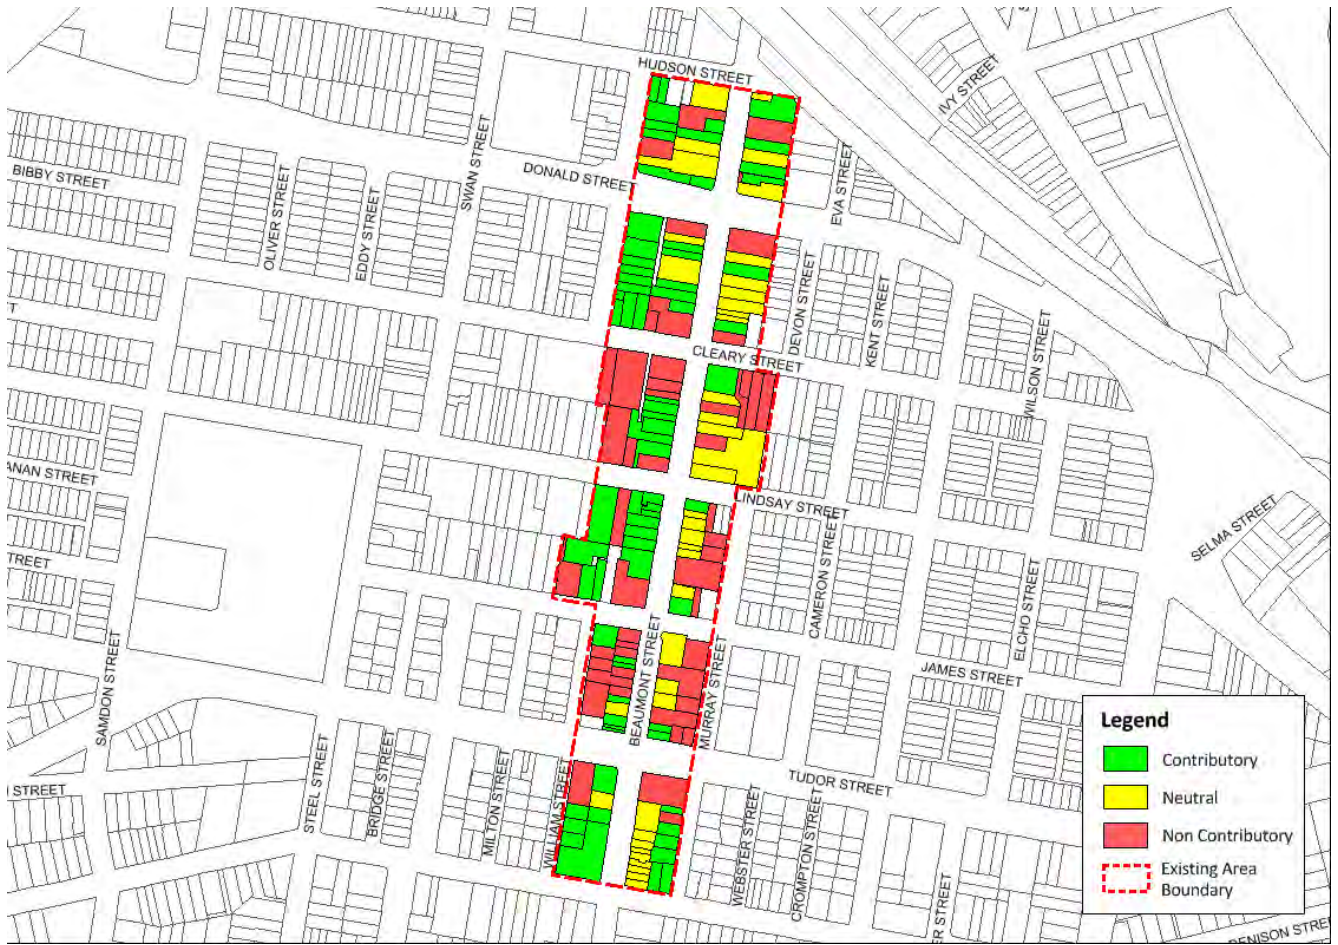 HUDSON STREET
IVY STREET
SWAN STREET
DONALD STREET
BIBBY STREET
EVA STREET
OLIVER STREET
EDDY STREET
DEVON STREET
KENT STREET
CLEARY STREET
WILSON STREET
ANAN STREET
LINDSAY STREET
SELMA STREET
TREET
CAMERON STREET
ELCHO STREET
SAMDON STREET
BEAUMONT STREET
MURRAY STREET
JAMES STREET
TUDOR STREET
STREET
STEEL STREET
BRIDGE STREET
MILTON STREET
WILLIAM STREET
WEBSTER STREET
CROMPTON STREET
ER STREET
DENISON STREE
Legend
Contributory
Neutral
Non Contributory
Existing Area
Boundary